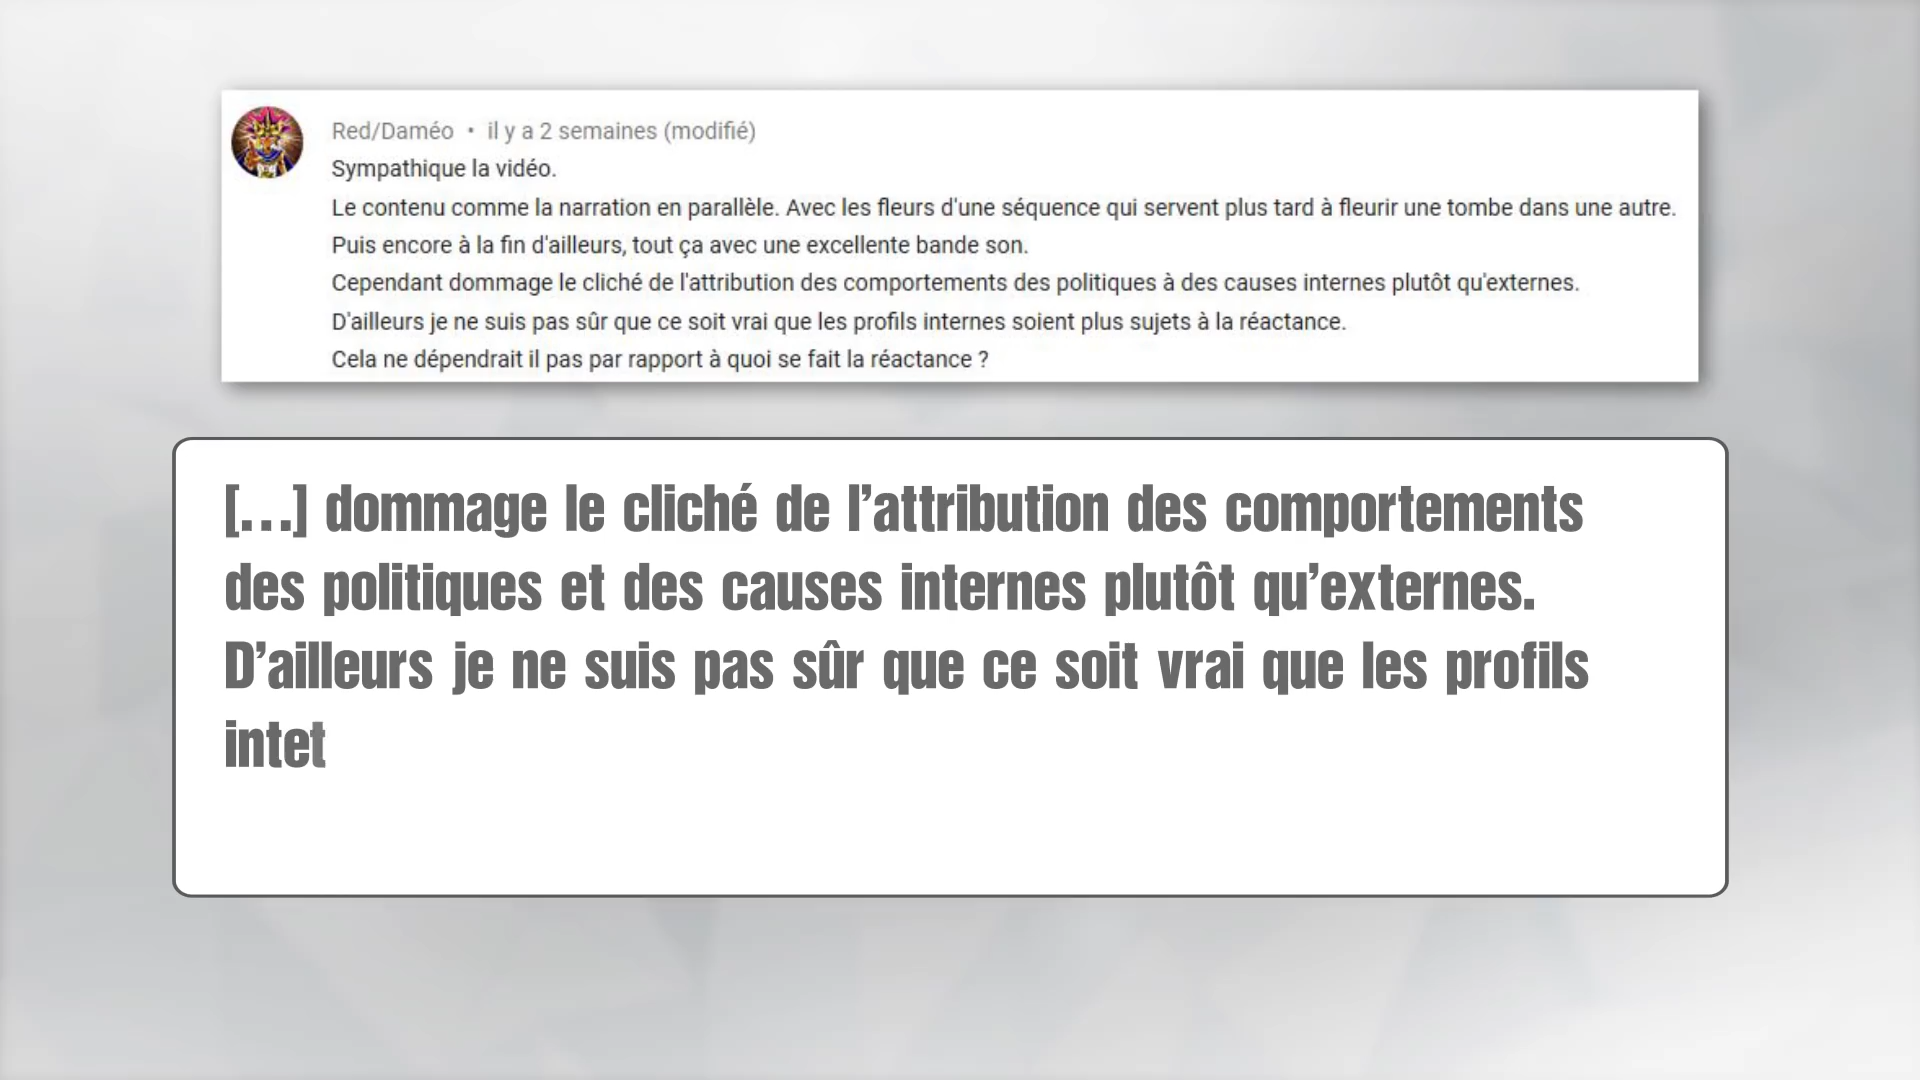 Red/Daméo • il y a 2 semaines (modifié)
Sympathique la vidéo.
Le contenu comme la narration en parallèle. Avec les fleurs d'une séquence qui servent plus tard à fleurir une tombe dans une autre.
Puis encore à la fin d'ailleurs, tout ça avec une excellente bande son.
Cependant dommage le cliché de l'attribution des comportements des politiques à des causes internes plutôt qu'externes.
D'ailleurs je ne suis pas sûr que ce soit vrai que les profils internes soient plus sujets à la réactance.
Cela ne dépendrait il pas par rapport à quoi se fait la réactance ?
[…] dommage le cliché de l’attribution des comportements
des politiques et des causes internes plutôt qu’externes.
D’ailleurs je ne suis pas sûr que ce soit vrai que les profils
intet